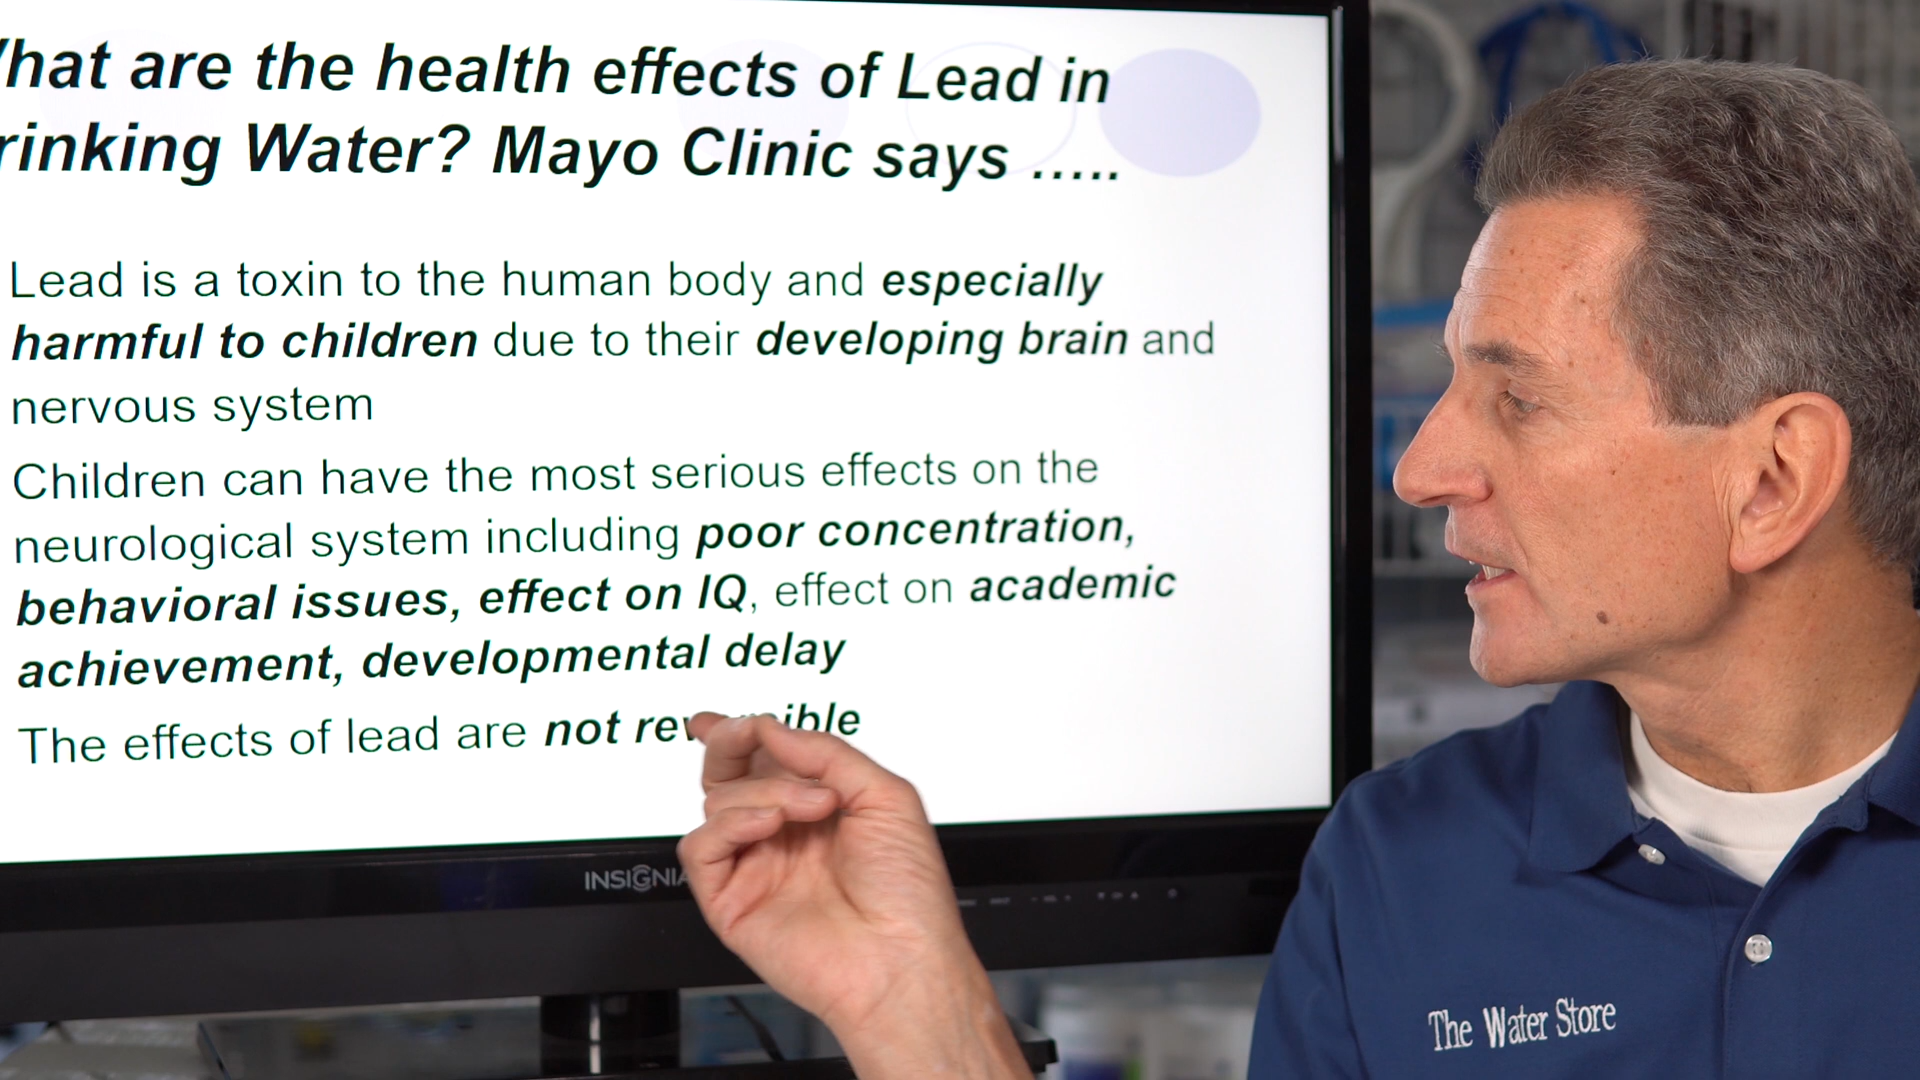 hat are the health effects of Lead in
rinking Water? Mayo Clinic says .....
Lead is a toxin to the human body and especially
harmful to children due to their developing brain and
nervous system
Children can have the most serious effects on the
neurological system including poor concentration,
behavioral issues, effect on IQ, effect on academic
achievement, developmental delay
The effects of lead are not
INSIGNIA
The Water Store